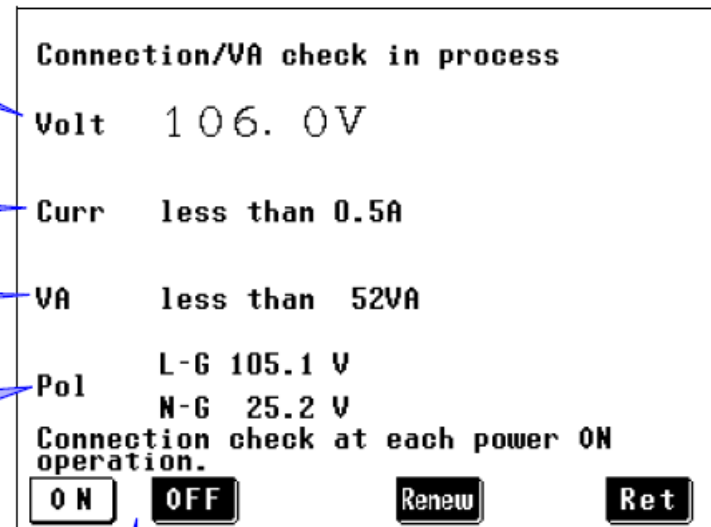 Connection/VA check in process
Volt 106.0V
Curr less than 0.5A
VA less than 52VA
L-G 105.1 V
Pol
N-G 25.2 V
Connection check at each power ON
operation.
ON OFF Renew Ret